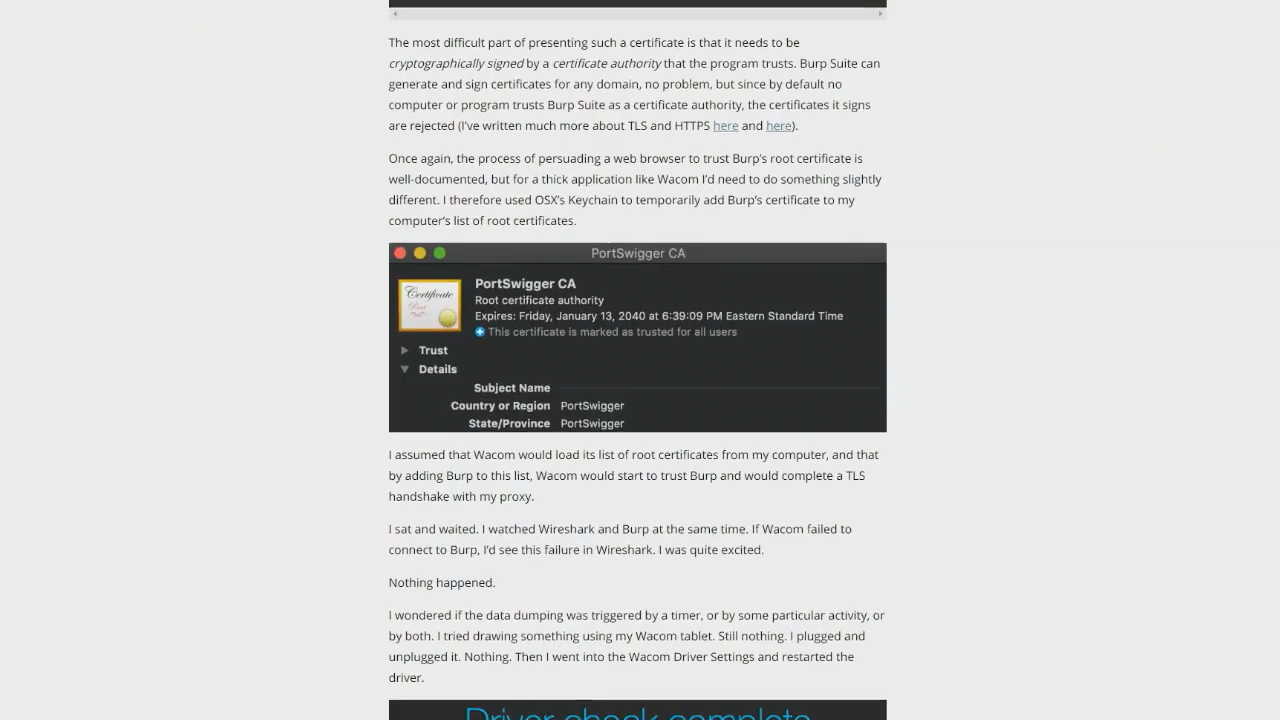 The most difficult part of presenting such a certificate is that it needs to be
cryptographically signed by a certificate authority that the program trusts. Burp Suite can
generate and sign certificates for any domain, no problem, but since by default no
computer or program trusts Burp Suite as a certificate authority, the certificates it signs
are rejected (I've written much more about TLS and HTTPS here and here).
Once again, the process of persuading a web browser to trust Burp's root certificate is
well-documented, but for a thick application like Wacom I'd need to do something slightly
different. I therefore used OSX's Keychain to temporarily add Burp's certificate to my
computer's list of root certificates.
PortSwigger CA
Certificate
PortSwigger CA
Root certificate authority
Expires: Friday, January 13, 2040 at 6:39:09 PM Eastern Standard Time
This certificate is marked as trusted for all users
Trust
Details
Subject Name
Country or Region PortSwigger
State/Province PortSwigger
I assumed that Wacom would load its list of root certificates from my computer, and that
by adding Burp to this list, Wacom would start to trust Burp and would complete a TLS
handshake with my proxy.
I sat and waited. I watched Wireshark and Burp at the same time. If Wacom failed to
connect to Burp, I'd see this failure in Wireshark. I was quite excited.
Nothing happened.
I wondered if the data dumping was triggered by a timer, or by some particular activity, or
by both. I tried drawing something using my Wacom tablet. Still nothing. I plugged and
unplugged it. Nothing. Then I went into the Wacom Driver Settings and restarted the
driver.
Driver check complete